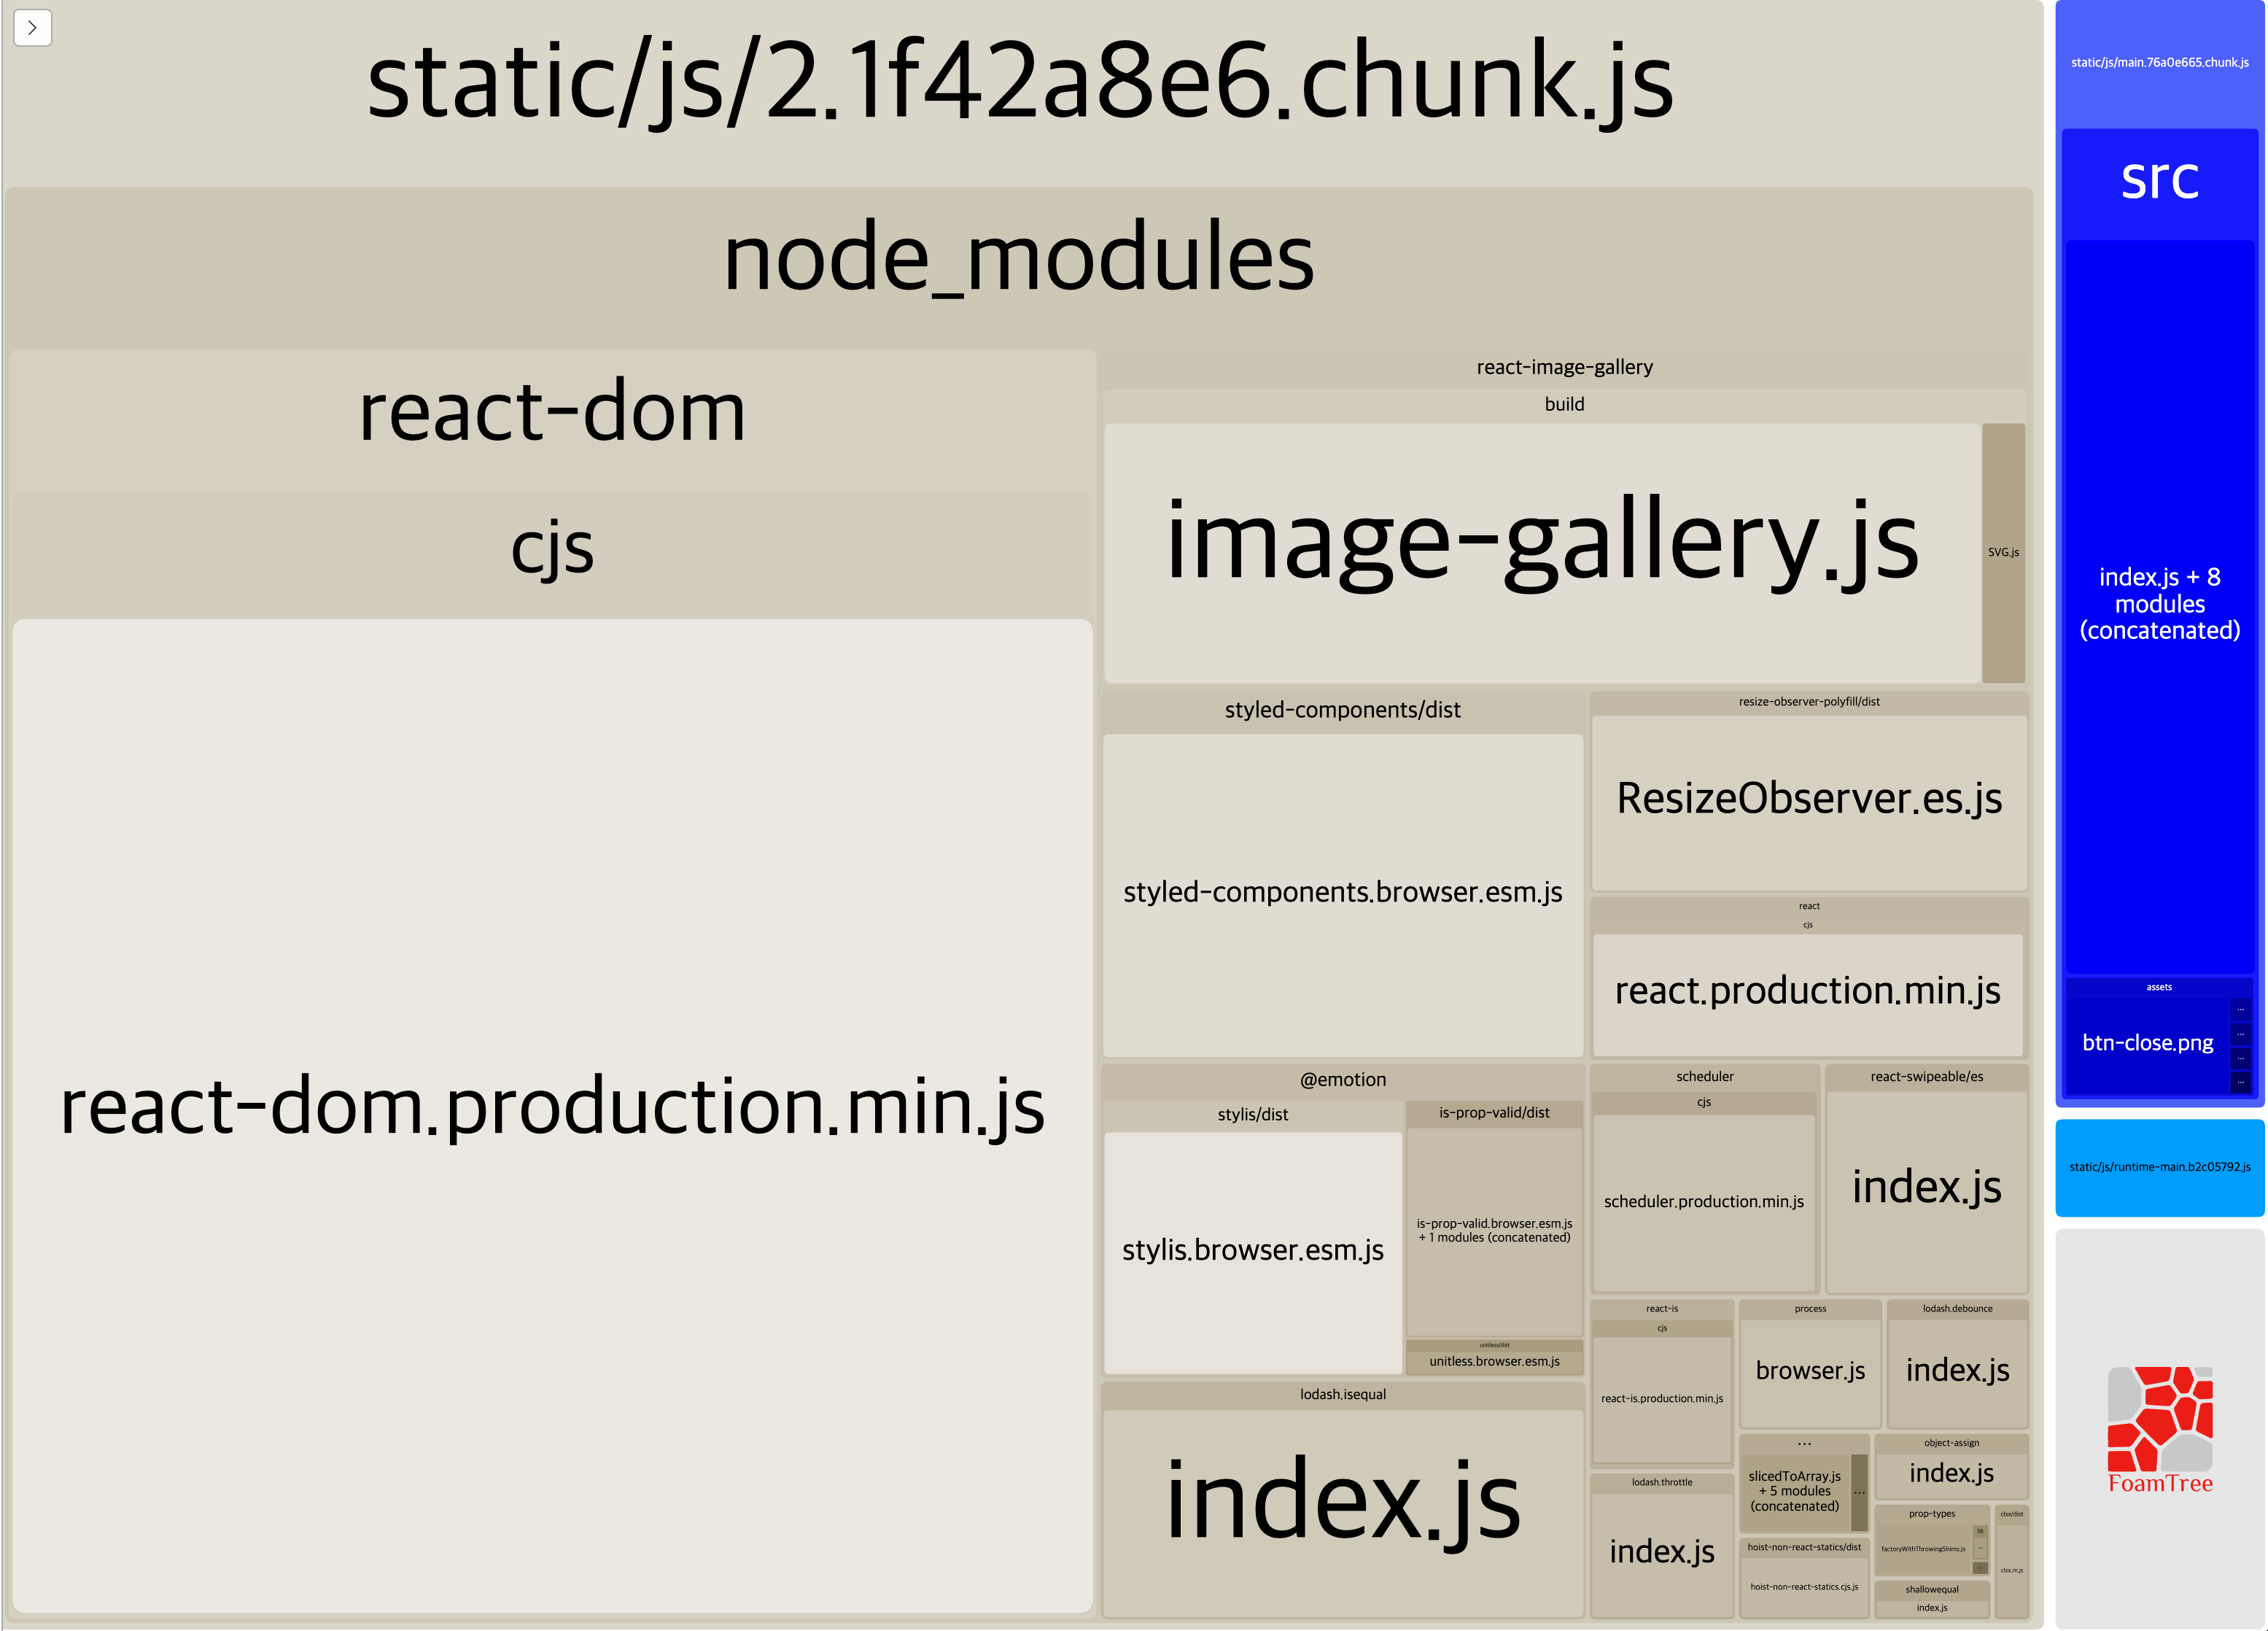 static/js/2.1f42a8e6.chunk.js
node_modules
react-dom
cjs
react-dom.production.min.js
react-image-gallery
build
image-gallery.js
SVG.js
styled-components/dist
styled-components.browser.esm.js
resize-observer-polyfill/dist
ResizeObserver.es.js
react
cjs
react.production.min.js
@emotion
stylis/dist
stylis.browser.esm.js
is-prop-valid/dist
is-prop-valid.browser.esm.js
+ 1 modules (concatenated)
unitless/dist
unitless.browser.esm.js
lodash.isequal
index.js
scheduler
cjs
scheduler.production.min.js
react-swipeable/es
index.js
react-is
cjs
react-is.production.min.js
process
browser.js
lodash.debounce
index.js
lodash.throttle
index.js
...
slicedToArray.js
+ 5 modules
(concatenated)
...
hoist-non-react-statics/dist
hoist-non-react-statics.cjs.js
object-assign
index.js
prop-types
factoryWithThrowingShims.js
lib
...
...
shallowequal
index.js
clsx/dist
clsx.m.js
static/js/main.76a0e665.chunk.js
src
index.js + 8
modules
(concatenated)
assets
btn-close.png
...
...
...
...
static/js/runtime-main.b2c05792.js
FoamTree